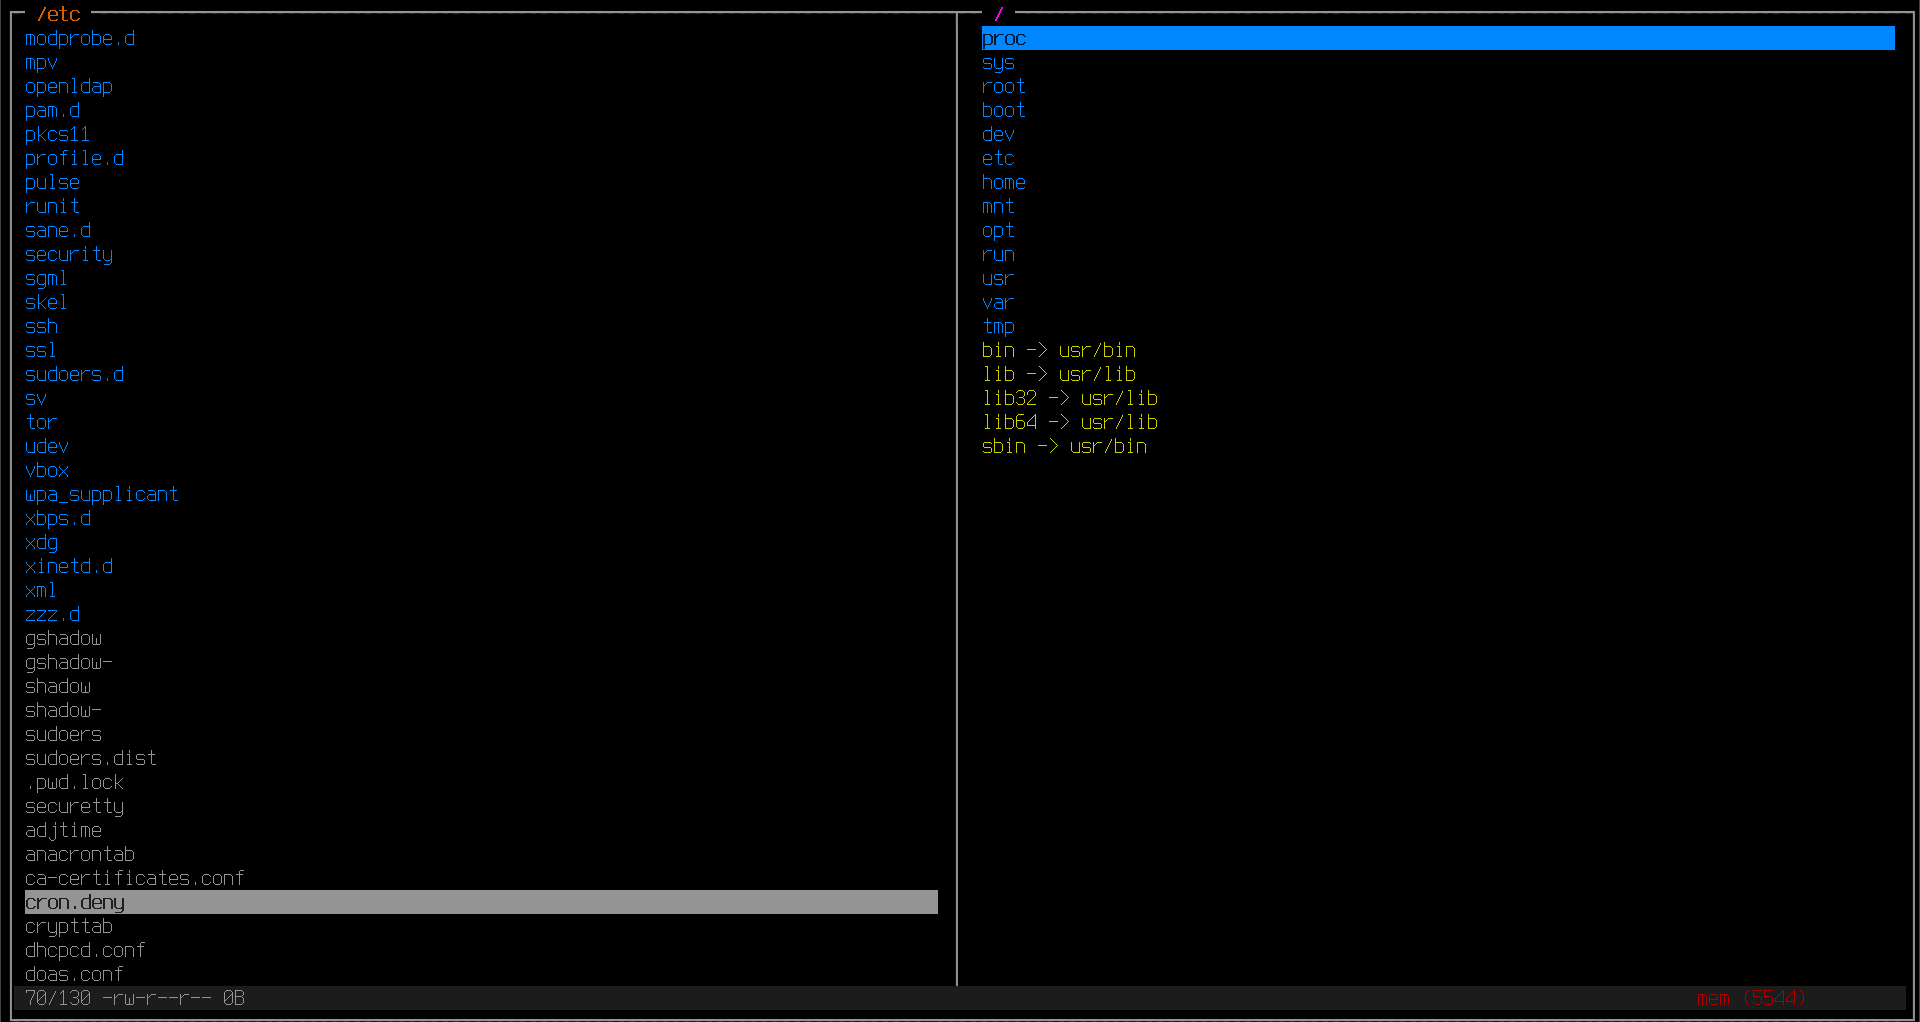 /etc
modprobe.d
mpv
openldap
pam.d
pkcs11
profile.d
pulse
runit
sane.d
security
sgml
skel
ssh
ssl
sudoers.d
sv
tor
udev
vbox
wpa_supplicant
xbps.d
xdg
xinetd.d
xml
zzz.d
gshadow
gshadow-
shadow
shadow-
sudoers
sudoers.dist
.pwd.lock
securetty
adjtime
anacrontab
ca-certificates.conf
cron.deny
crypttab
dhcpcd.conf
doas.conf
/
proc
sys
root
boot
dev
etc
home
mnt
opt
run
usr
var
tmp
bin -> usr/bin
lib -> usr/lib
lib32 -> usr/lib
lib64 -> usr/lib
sbin -> usr/bin
70/130 -rw-r--r-- 0B
mem (5544)